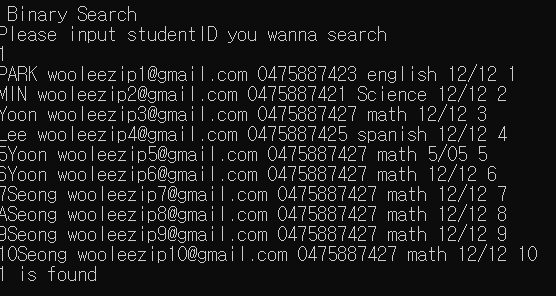 Binary Search
Please input studentID you wanna search
1
PARK wooleezip1@gmail.com 0475887423 english 12/12 1
MIN wooleezip2@gmail.com 0475887421 Science 12/12 2
Yoon wooleezip3@gmail.com 0475887427 math 12/12 3
Lee wooleezip4@gmail.com 0475887425 spanish 12/12 4
5Yoon wooleezip5@gmail.com 0475887427 math 5/05 5
6Yoon wooleezip6@gmail.com 0475887427 math 12/12 6
7Seong wooleezip7@gmail.com 0475887427 math 12/12 7
ASeong wooleezip8@gmail.com 0475887427 math 12/12 8
9Seong wooleezip9@gmail.com 0475887427 math 12/12 9
10Seong wooleezip10@gmail.com 0475887427 math 12/12 10
1 is found